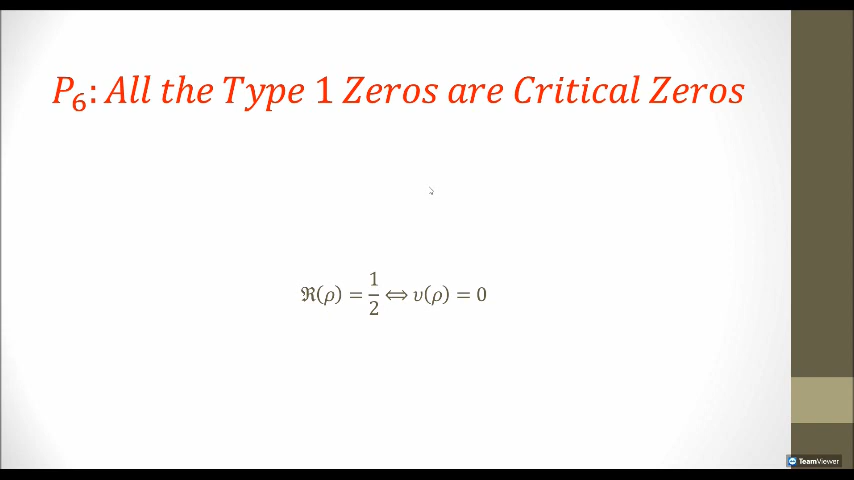 P₆: All the Type 1 Zeros are Critical Zeros
ℜ(ρ) = 1/2 ⟺ υ(ρ) = 0
TeamViewer